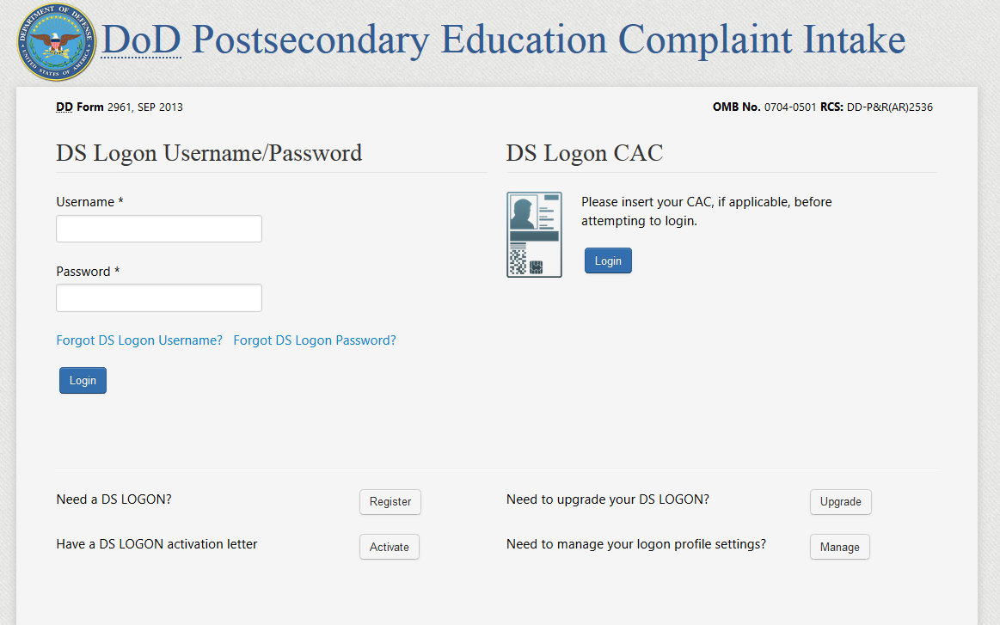 DEPARTMENT OF DEFENSE
UNITED STATES OF AMERICA
DoD Postsecondary Education Complaint Intake
DD Form 2961, SEP 2013
OMB No. 0704-0501 RCS: DD-P&R(AR)2536
DS Logon Username/Password
Username *
Password *
Forgot DS Logon Username? Forgot DS Logon Password?
Login
DS Logon CAC
Please insert your CAC, if applicable, before
attempting to login.
Login
Need a DS LOGON?
Register
Need to upgrade your DS LOGON?
Upgrade
Have a DS LOGON activation letter
Activate
Need to manage your logon profile settings?
Manage